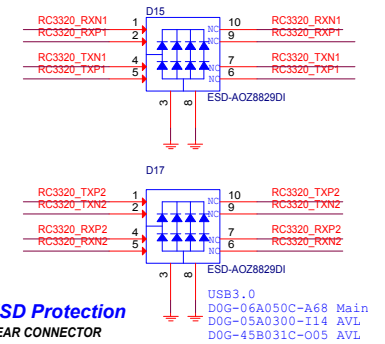 D15
RC3320_RXN1 1 NC 10 RC3320_RXN1
RC3320_RXP1 2 NC 9 RC3320_RXP1
RC3320_TXN1 4 NC 7 RC3320_TXN1
RC3320_TXP1 5 NC 6 RC3320_TXP1
3 8
ESD-AOZ8829DI
D17
RC3320_TXP2 1 NC 10 RC3320_TXP2
RC3320_TXN2 2 NC 9 RC3320_TXN2
RC3320_RXP2 4 NC 7 RC3320_RXP2
RC3320_RXN2 5 NC 6 RC3320_RXN2
3 8
ESD-AOZ8829DI
SD Protection
EAR CONNECTOR
USB3.0
D0G-06A050C-A68 Main
D0G-05A0300-I14 AVL
D0G-45B031C-O05 AVL